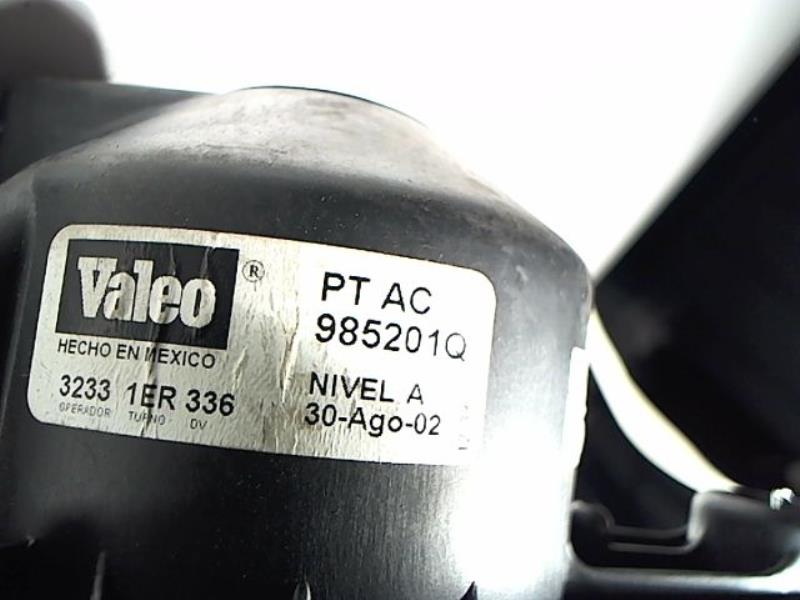 Valeo ®
HECHO EN MEXICO
3233 1ER 336
OPERADOR TURNO DV
PT AC
985201Q
NIVEL A
30-Ago-02